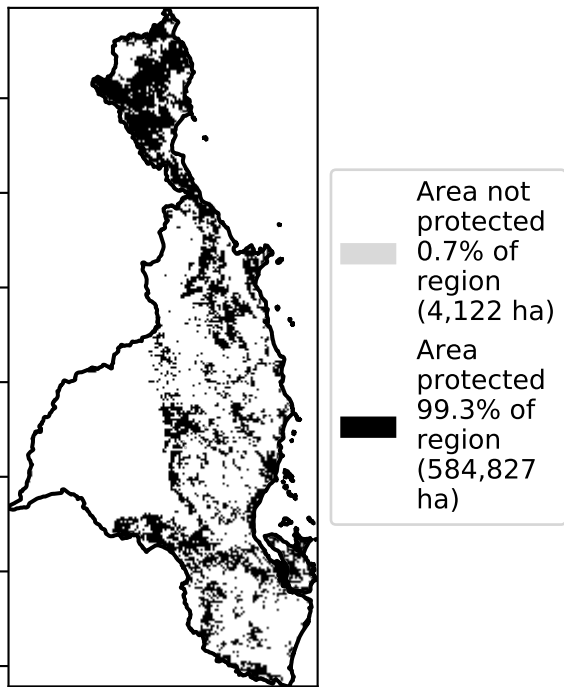 Area not
protected
0.7% of
region
(4,122 ha)
Area
protected
99.3% of
region
(584,827
ha)